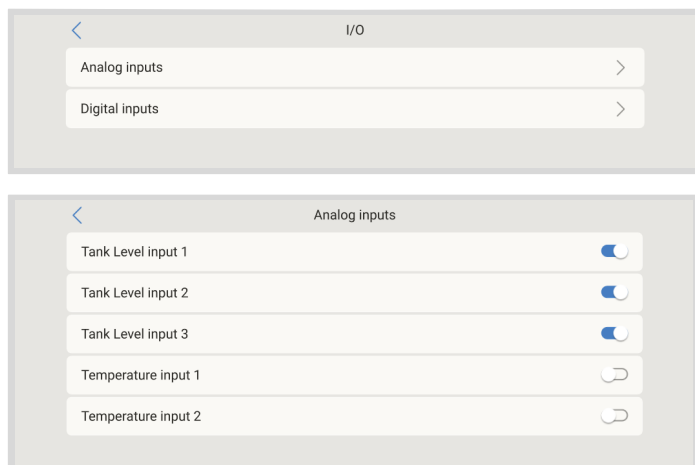 I/O
Analog inputs
Digital inputs
Analog inputs
Tank Level input 1
Tank Level input 2
Tank Level input 3
Temperature input 1
Temperature input 2